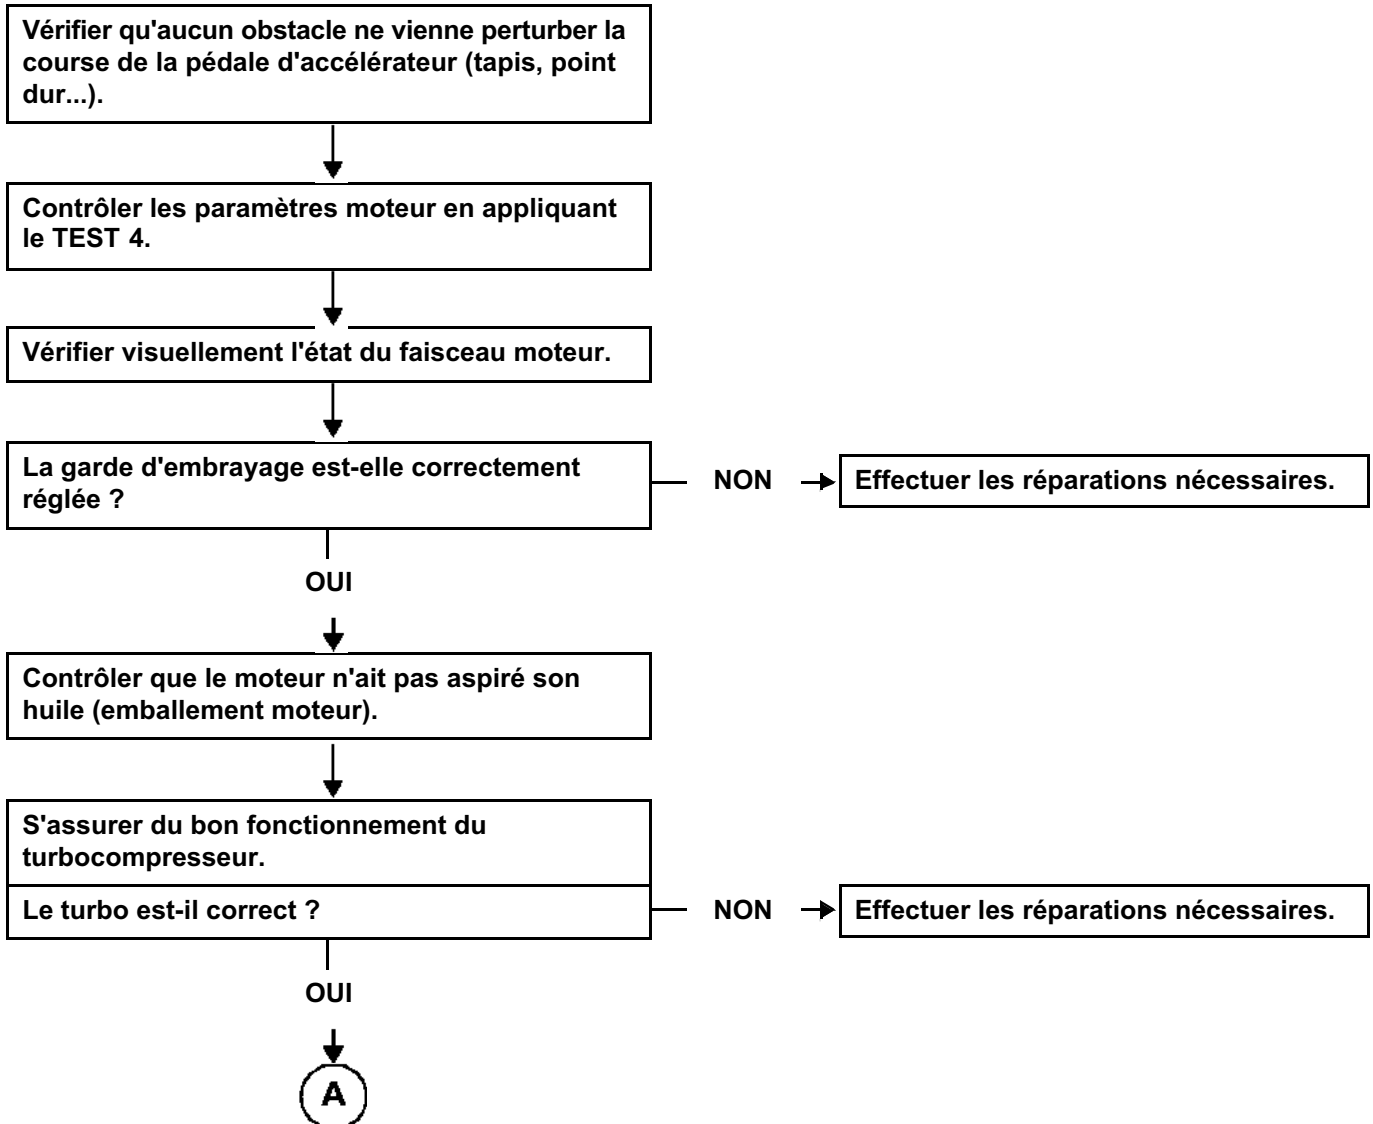 Vérifier qu'aucun obstacle ne vienne perturber la
course de la pédale d'accélérateur (tapis, point
dur...).
Contrôler les paramètres moteur en appliquant
le TEST 4.
Vérifier visuellement l'état du faisceau moteur.
La garde d'embrayage est-elle correctement
réglée ?
NON
Effectuer les réparations nécessaires.
OUI
Contrôler que le moteur n'ait pas aspiré son
huile (emballement moteur).
S'assurer du bon fonctionnement du
turbocompresseur.
Le turbo est-il correct ?
NON
Effectuer les réparations nécessaires.
OUI
A